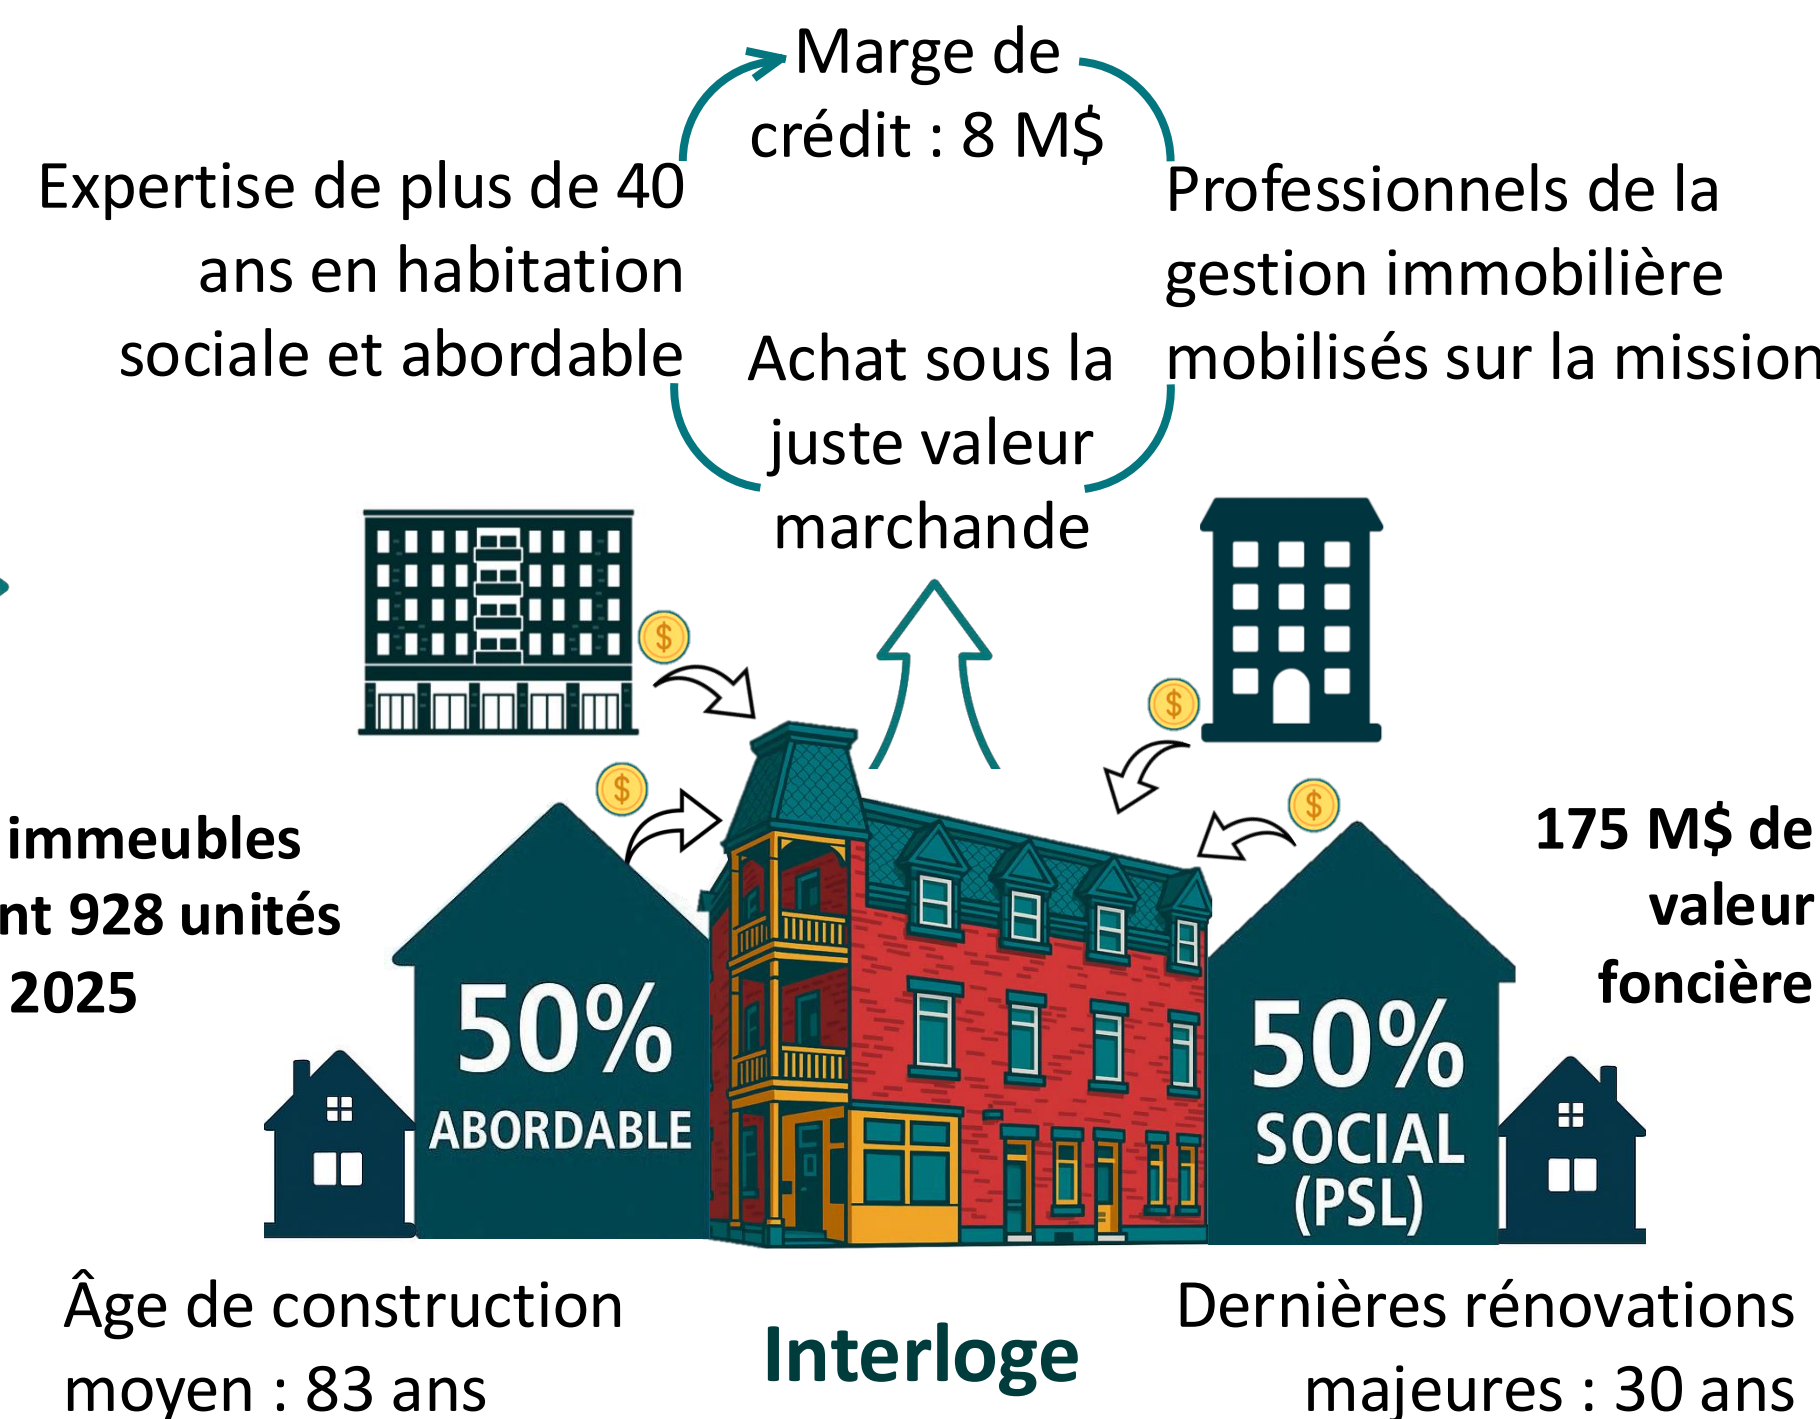 Marge de
crédit : 8 M$
Expertise de plus de 40
ans en habitation
sociale et abordable
Professionnels de la
gestion immobilière
mobilisés sur la mission
Achat sous la
juste valeur
marchande
$
$
$
$
immeubles
nt 928 unités
2025
175 M$ de
valeur
foncière
50%
ABORDABLE
50%
SOCIAL
(PSL)
Âge de construction
moyen : 83 ans
Interloge
Dernières rénovations
majeures : 30 ans